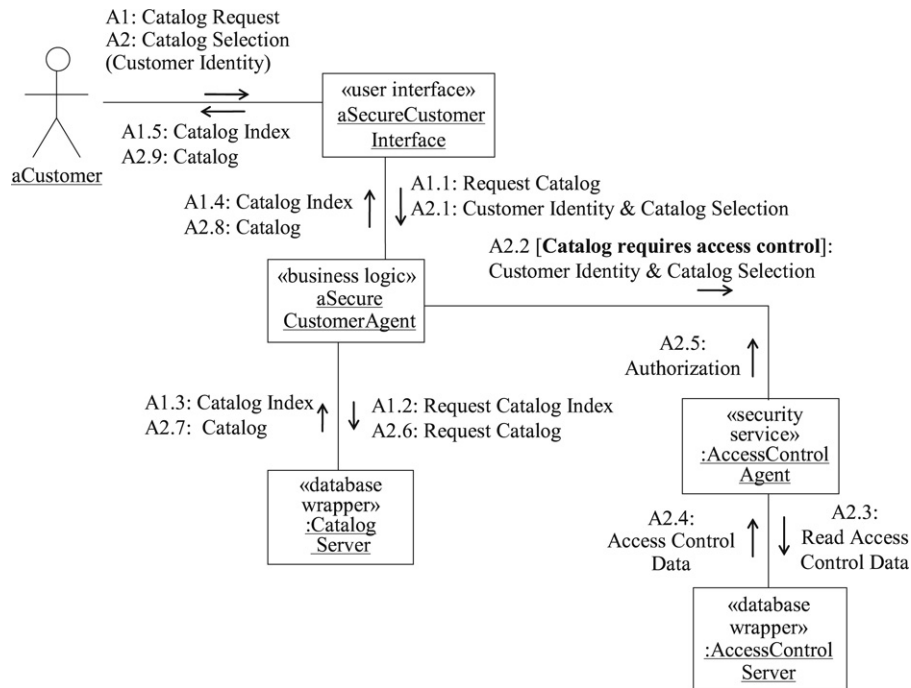 A1: Catalog Request
A2: Catalog Selection
(Customer Identity)
A1.5: Catalog Index
A2.9: Catalog
aCustomer
«user interface»
aSecureCustomer
Interface
A1.4: Catalog Index
A2.8: Catalog
A1.1: Request Catalog
A2.1: Customer Identity & Catalog Selection
A2.2 [Catalog requires access control]:
Customer Identity & Catalog Selection
«business logic»
aSecure
CustomerAgent
A2.5:
Authorization
A1.3: Catalog Index
A2.7: Catalog
A1.2: Request Catalog Index
A2.6: Request Catalog
«security
service»
:AccessControl
Agent
«database
wrapper»
:Catalog
Server
A2.4:
Access Control
Data
A2.3:
Read Access
Control Data
«database
wrapper»
:AccessControl
Server